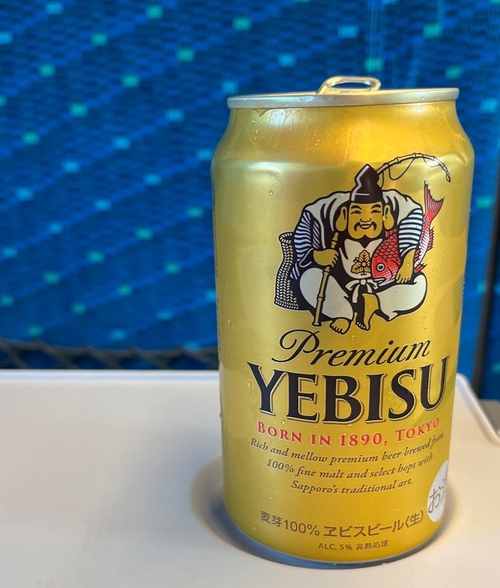 Premium
YEBISU
BORN IN 1890, TOKYO
Rich and mellow premium beer brewed from
100% fine malt and select hops with
Sapporo's traditional art.
麦芽100% ヱビスビール〈生〉
ALC. 5% 非熱処理
お